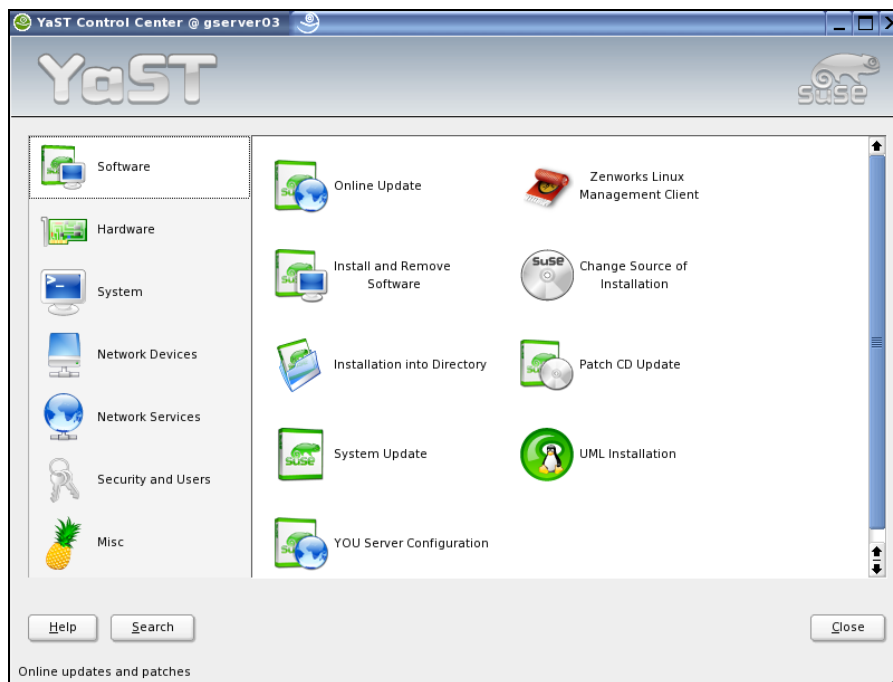 YaST Control Center @ gserver03
YaST
SUSE
Software
Hardware
System
Network Devices
Network Services
Security and Users
Misc
Online Update
Zenworks Linux
Management Client
Install and Remove
Software
SUSE
Change Source of
Installation
Installation into Directory
Patch CD Update
System Update
UML Installation
YOU Server Configuration
Help
Search
Close
Online updates and patches